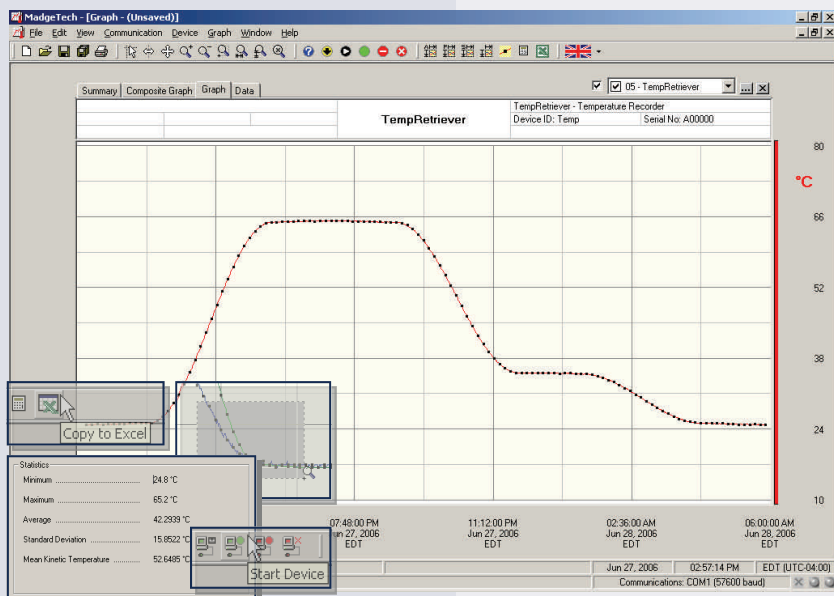 MadgeTech - [Graph - (Unsaved)]
File Edit View Communication Device Graph Window Help
Summary Composite Graph Graph Data
05 - TempRetriever
TempRetriever
TempRetriever - Temperature Recorder
Device ID: Temp Serial No: A00000
80
°C
66
52
38
24
10
Copy to Excel
Statistics
Minimum 24.8 °C
Maximum 65.2 °C
Average 42.2939 °C
Standard Deviation 15.8522 °C
Mean Kinetic Temperature 52.6485 °C
Start Device
07:48:00 PM
Jun 27, 2006
EDT
11:12:00 PM
Jun 27, 2006
EDT
02:36:00 AM
Jun 28, 2006
EDT
06:00:00 AM
Jun 28, 2006
EDT
Jun 27, 2006 02:57:14 PM EDT (UTC-04:00)
Communications: COM1 (57600 baud)